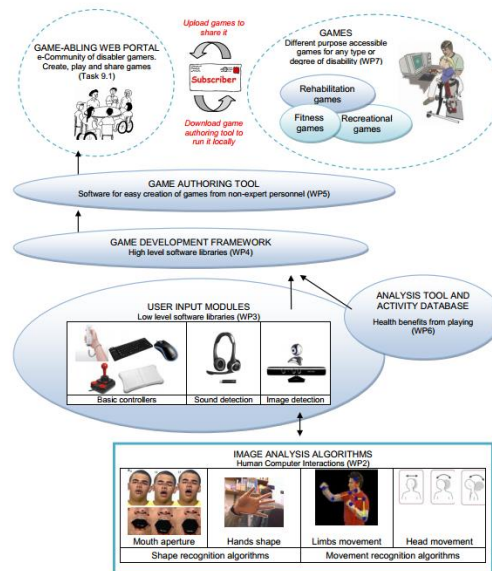 GAME-ABLING WEB PORTAL
e-Community of disabler gamers.
Create, play and share games
(Task 9.1)
Upload games to
share it
Subscriber
Download game
authoring tool to
run it locally
GAMES
Different purpose accessible
games for any type or
degree of disability (WP7)
Rehabilitation
games
Fitness
games
Recreational
games
GAME AUTHORING TOOL
Software for easy creation of games from non-expert personnel (WP5)
GAME DEVELOPMENT FRAMEWORK
High level software libraries (WP4)
ANALYSIS TOOL AND
ACTIVITY DATABASE
Health benefits from playing
(WP6)
USER INPUT MODULES
Low level software libraries (WP3)
Basic controllers
Sound detection
Image detection
IMAGE ANALYSIS ALGORITHMS
Human Computer Interactions (WP2)
Mouth aperture
Hands shape
Limbs movement
Head movement
Shape recognition algorithms
Movement recognition algorithms